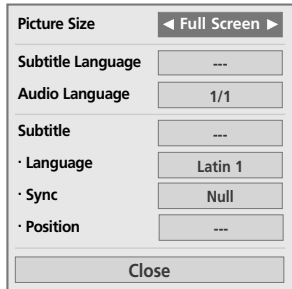 Picture Size ◀ Full Screen ▶
Subtitle Language ---
Audio Language 1/1
Subtitle ---
· Language Latin 1
· Sync Null
· Position ---
Close